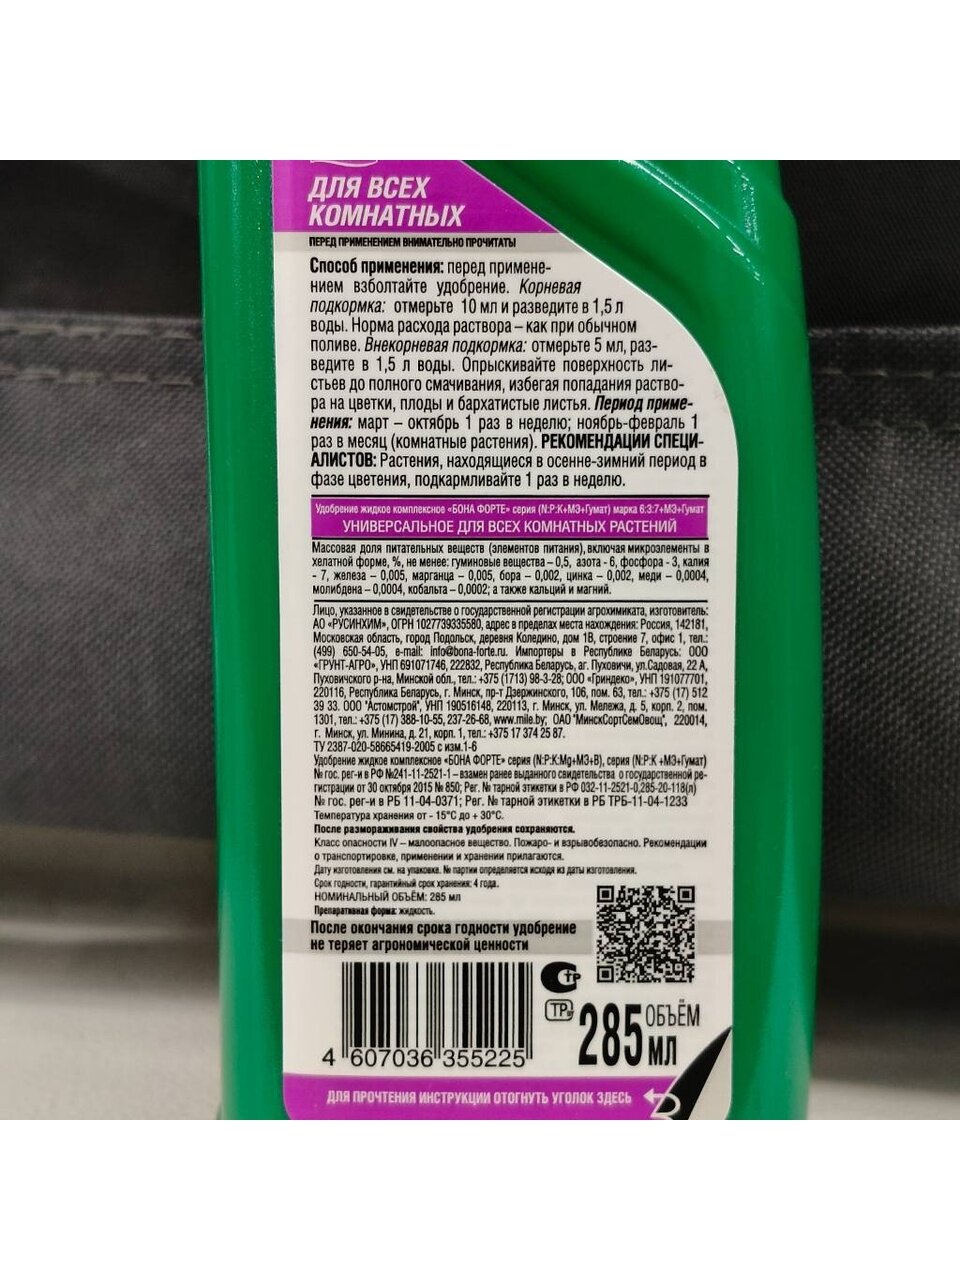 ДЛЯ ВСЕХ
КОМНАТНЫХ
ПЕРЕД ПРИМЕНЕНИЕМ ВНИМАТЕЛЬНО ПРОЧИТАТЬ
Способ применения: перед примене-
нием взболтайте удобрение. Корневая
подкормка: отмерьте 10 мл и разведите в 1,5 л
воды. Норма расхода раствора – как при обычном
поливе. Внекорневая подкормка: отмерьте 5 мл, раз-
ведите в 1,5 л воды. Опрыскивайте поверхность ли-
стьев до полного смачивания, избегая попадания раство-
ра на цветки, плоды и бархатистые листья. Период приме-
нения: март – октябрь 1 раз в неделю; ноябрь-февраль 1
раз в месяц (комнатные растения). РЕКОМЕНДАЦИИ СПЕЦИ-
АЛИСТОВ: Растения, находящиеся в осенне-зимний период в
фазе цветения, подкармливайте 1 раз в неделю.
Удобрение жидкое комплексное «БОНА ФОРТЕ» серия (N:P:K+МЭ+Гумат) марка 6:3:7+МЭ+Гумат
УНИВЕРСАЛЬНОЕ ДЛЯ ВСЕХ КОМНАТНЫХ РАСТЕНИЙ
Массовая доля питательных веществ (элементов питания), включая микроэлементы в
хелатной форме, %, не менее: гуминовые вещества – 0,5, азота - 6, фосфора - 3, калия
- 7, железа – 0,005, марганца – 0,005, бора – 0,002, цинка – 0,002, меди – 0,0004,
молибдена – 0,0004, кобальта – 0,0002; а также кальций и магний.
Лицо, указанное в свидетельстве о государственной регистрации агрохимиката, изготовитель:
АО «РУСИНХИМ», ОГРН 1027739335580, адрес в пределах места нахождения: Россия, 142181,
Московская область, город Подольск, деревня Коледино, дом 1В, строение 7, офис 1, тел.:
(499) 650-54-05, e-mail: info@bona-forte.ru. Импортеры в Республике Беларусь: ООО
«ГРУНТ-АГРО», УНП 691071746, 222832, Республика Беларусь, аг. Пуховичи, ул.Садовая, 22 А,
Пуховичского р-на, Минской обл., тел.: +375 (1713) 98-3-28; ООО «Гриндеко», УНП 191077701,
220116, Республика Беларусь, г. Минск, пр-т Дзержинского, 106, пом. 63, тел.: +375 (17) 512
39 33. ООО "Астомстрой", УНП 190516148, 220113, г. Минск, ул. Мележа, д. 5, корп. 2, пом.
1301, тел.: +375 (17) 388-10-55, 237-26-68, www.mile.by; ОАО "МинскСортСемОвощ", 220014,
г. Минск, ул. Минина, д. 21, корп. 1, тел.: +375 17 374 25 87.
ТУ 2387-020-58665419-2005 с изм.1-6
Удобрение жидкое комплексное «БОНА ФОРТЕ» серия (N:P:K:Mg+МЭ+В), серия (N:P:K +МЭ+Гумат)
№ гос. рег-и в РФ №241-11-2521-1 – взамен ранее выданного свидетельства о государственной ре-
гистрации от 30 октября 2015 № 850; Рег. № тарной этикетки в РФ 032-11-2521-0,285-20-118(л)
№ гос. рег-и в РБ 11-04-0371; Рег. № тарной этикетки в РБ ТРБ-11-04-1233
Температура хранения от - 15°С до + 30°С.
После размораживания свойства удобрения сохраняются.
Класс опасности IV – малоопасное вещество. Пожаро- и взрывобезопасно. Рекомендации
о транспортировке, применении и хранении прилагаются.
Дату изготовления см. на упаковке. № партии определяется исходя из даты изготовления.
Срок годности, гарантийный срок хранения: 4 года.
НОМИНАЛЬНЫЙ ОБЪЁМ: 285 мл
Препаративная форма: жидкость.
После окончания срока годности удобрение
не теряет агрономической ценности
СТР
ТР
285 ОБЪЁМ
МЛ
4 607036 355225
ДЛЯ ПРОЧТЕНИЯ ИНСТРУКЦИИ ОТОГНУТЬ УГОЛОК ЗДЕСЬ